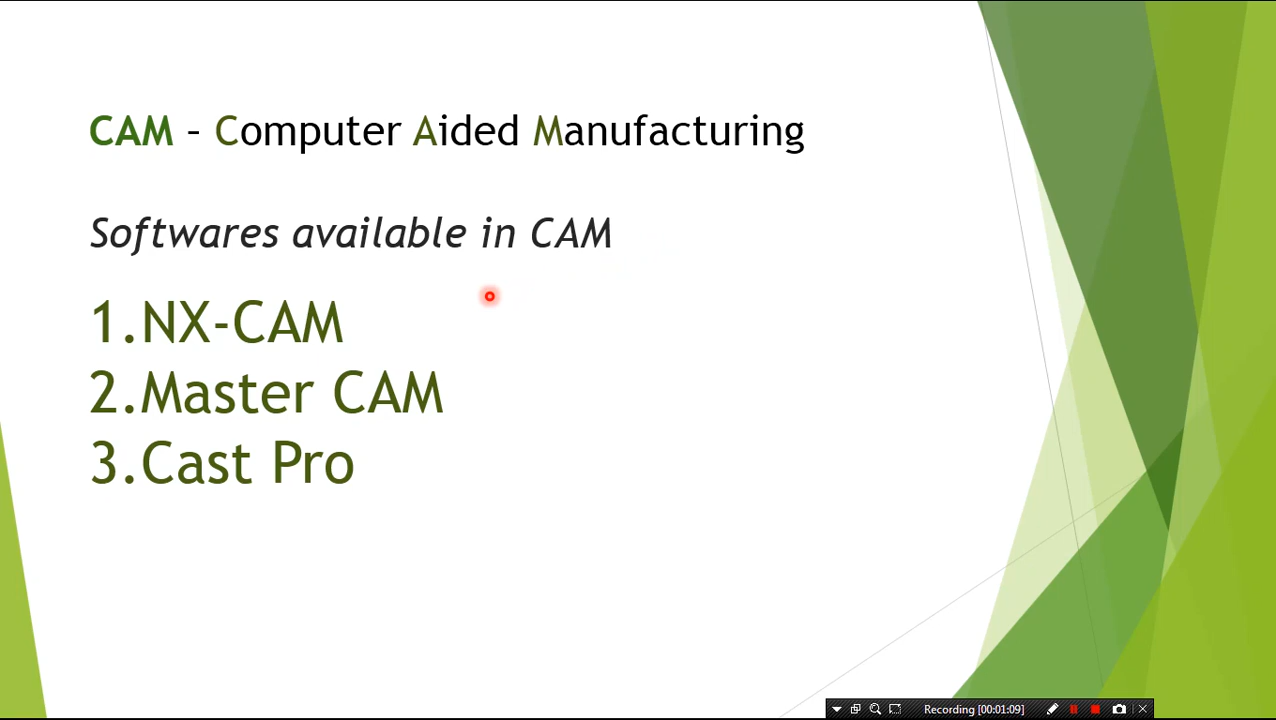 CAM – Computer Aided Manufacturing
Softwares available in CAM
1.NX-CAM
2.Master CAM
3.Cast Pro
Recording [00:01:09]